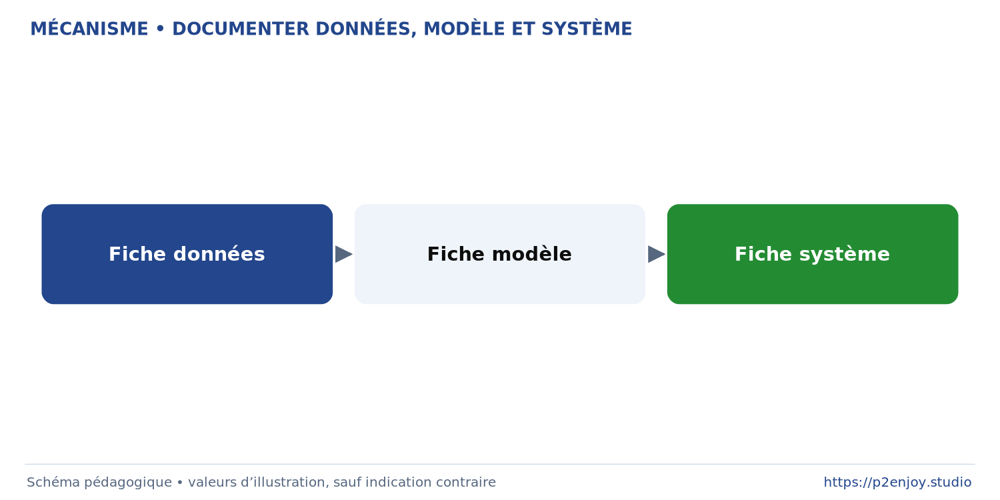 MÉCANISME • DOCUMENTER DONNÉES, MODÈLE ET SYSTÈME
Fiche données
Fiche modèle
Fiche système
Schéma pédagogique • valeurs d’illustration, sauf indication contraire
https://p2enjoy.studio